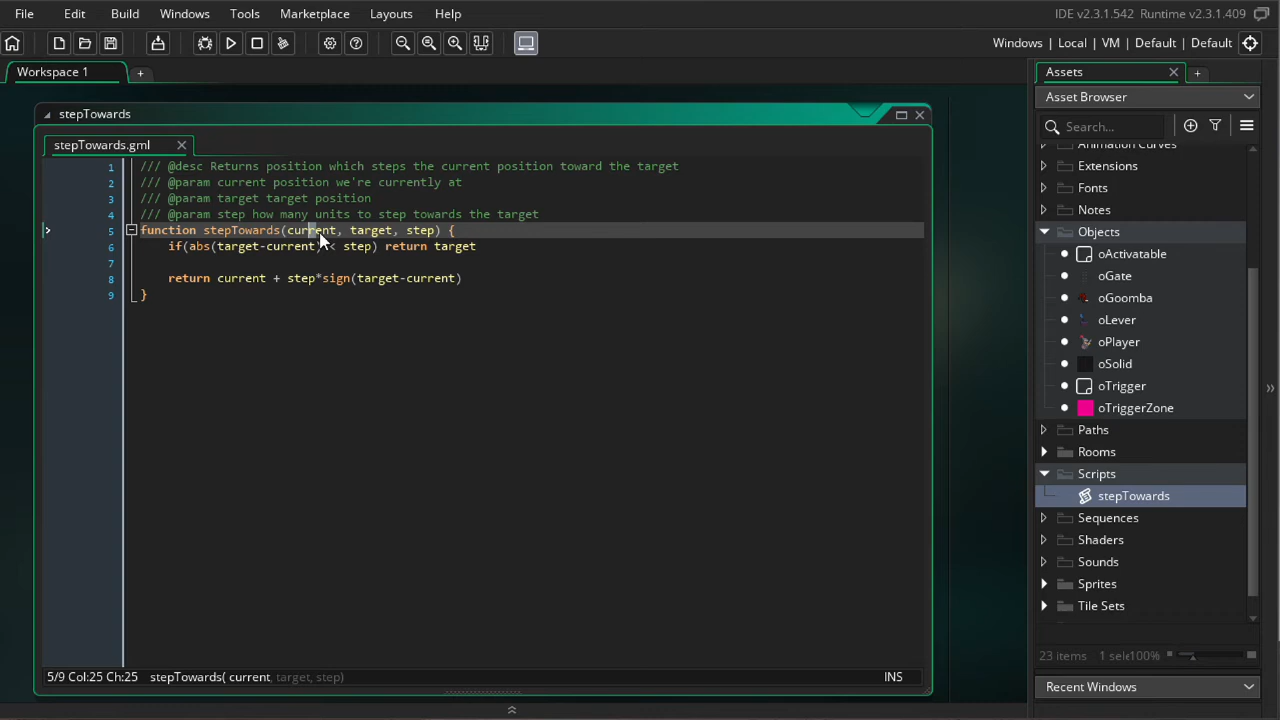 File Edit Build Windows Tools Marketplace Layouts Help IDE v2.3.1.542 Runtime v2.3.1.409
Windows | Local | VM | Default | Default
Workspace 1 +
stepTowards
stepTowards.gml
1 /// @desc Returns position which steps the current position toward the target
2 /// @param current position we're currently at
3 /// @param target target position
4 /// @param step how many units to step towards the target
5 function stepTowards(current, target, step) {
6 if(abs(target-current) < step) return target
7
8 return current + step*sign(target-current)
9 }
5/9 Col:25 Ch:25 stepTowards( current, target, step) INS
Assets +
Asset Browser
Search...
Animation Curves
Extensions
Fonts
Notes
Objects
oActivatable
oGate
oGoomba
oLever
oPlayer
oSolid
oTrigger
oTriggerZone
Paths
Rooms
Scripts
stepTowards
Sequences
Shaders
Sounds
Sprites
Tile Sets
23 items 1 sele100%
Recent Windows